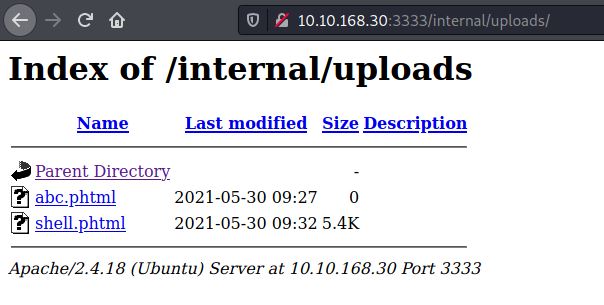 10.10.168.30:3333/internal/uploads/
Index of /internal/uploads
Name Last modified Size Description
Parent Directory -
abc.phtml 2021-05-30 09:27 0
shell.phtml 2021-05-30 09:32 5.4K
Apache/2.4.18 (Ubuntu) Server at 10.10.168.30 Port 3333